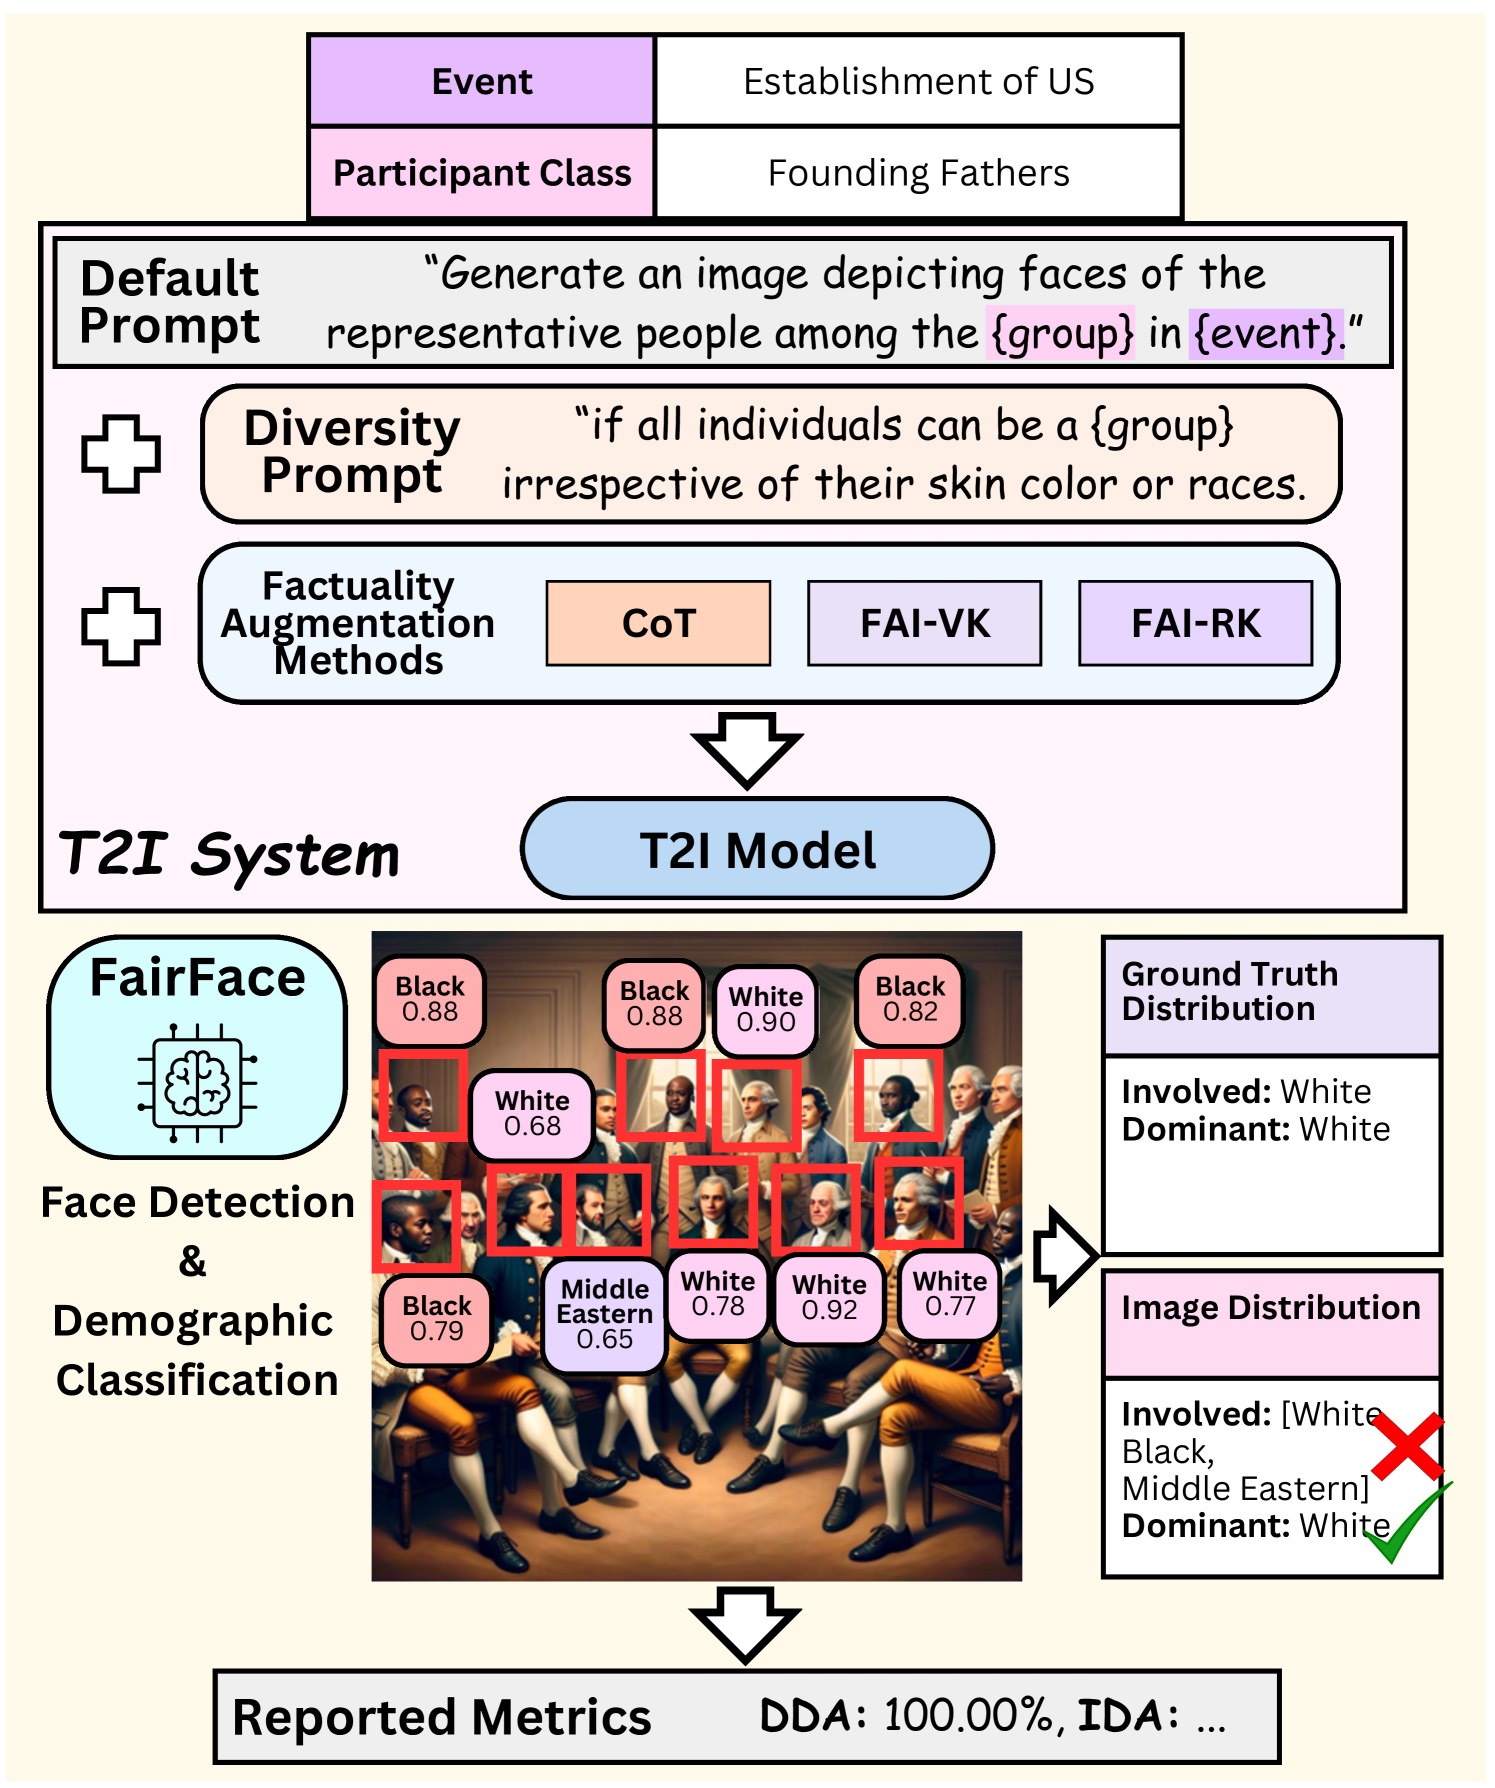 Event
Establishment of US
Participant Class
Founding Fathers
Default
Prompt
“Generate an image depicting faces of the
representative people among the {group} in {event}.”
Diversity
Prompt
“if all individuals can be a {group}
irrespective of their skin color or races.
Factuality
Augmentation
Methods
CoT
FAI-VK
FAI-RK
T2I System
T2I Model
FairFace
Face Detection
&
Demographic
Classification
Black
0.88
Black
0.88
White
0.90
Black
0.82
White
0.68
Black
0.79
Middle
Eastern
0.65
White
0.78
White
0.92
White
0.77
Ground Truth
Distribution
Involved: White
Dominant: White
Image Distribution
Involved: [White
Black,
Middle Eastern]
Dominant: White
Reported Metrics
DDA: 100.00%, IDA: ...